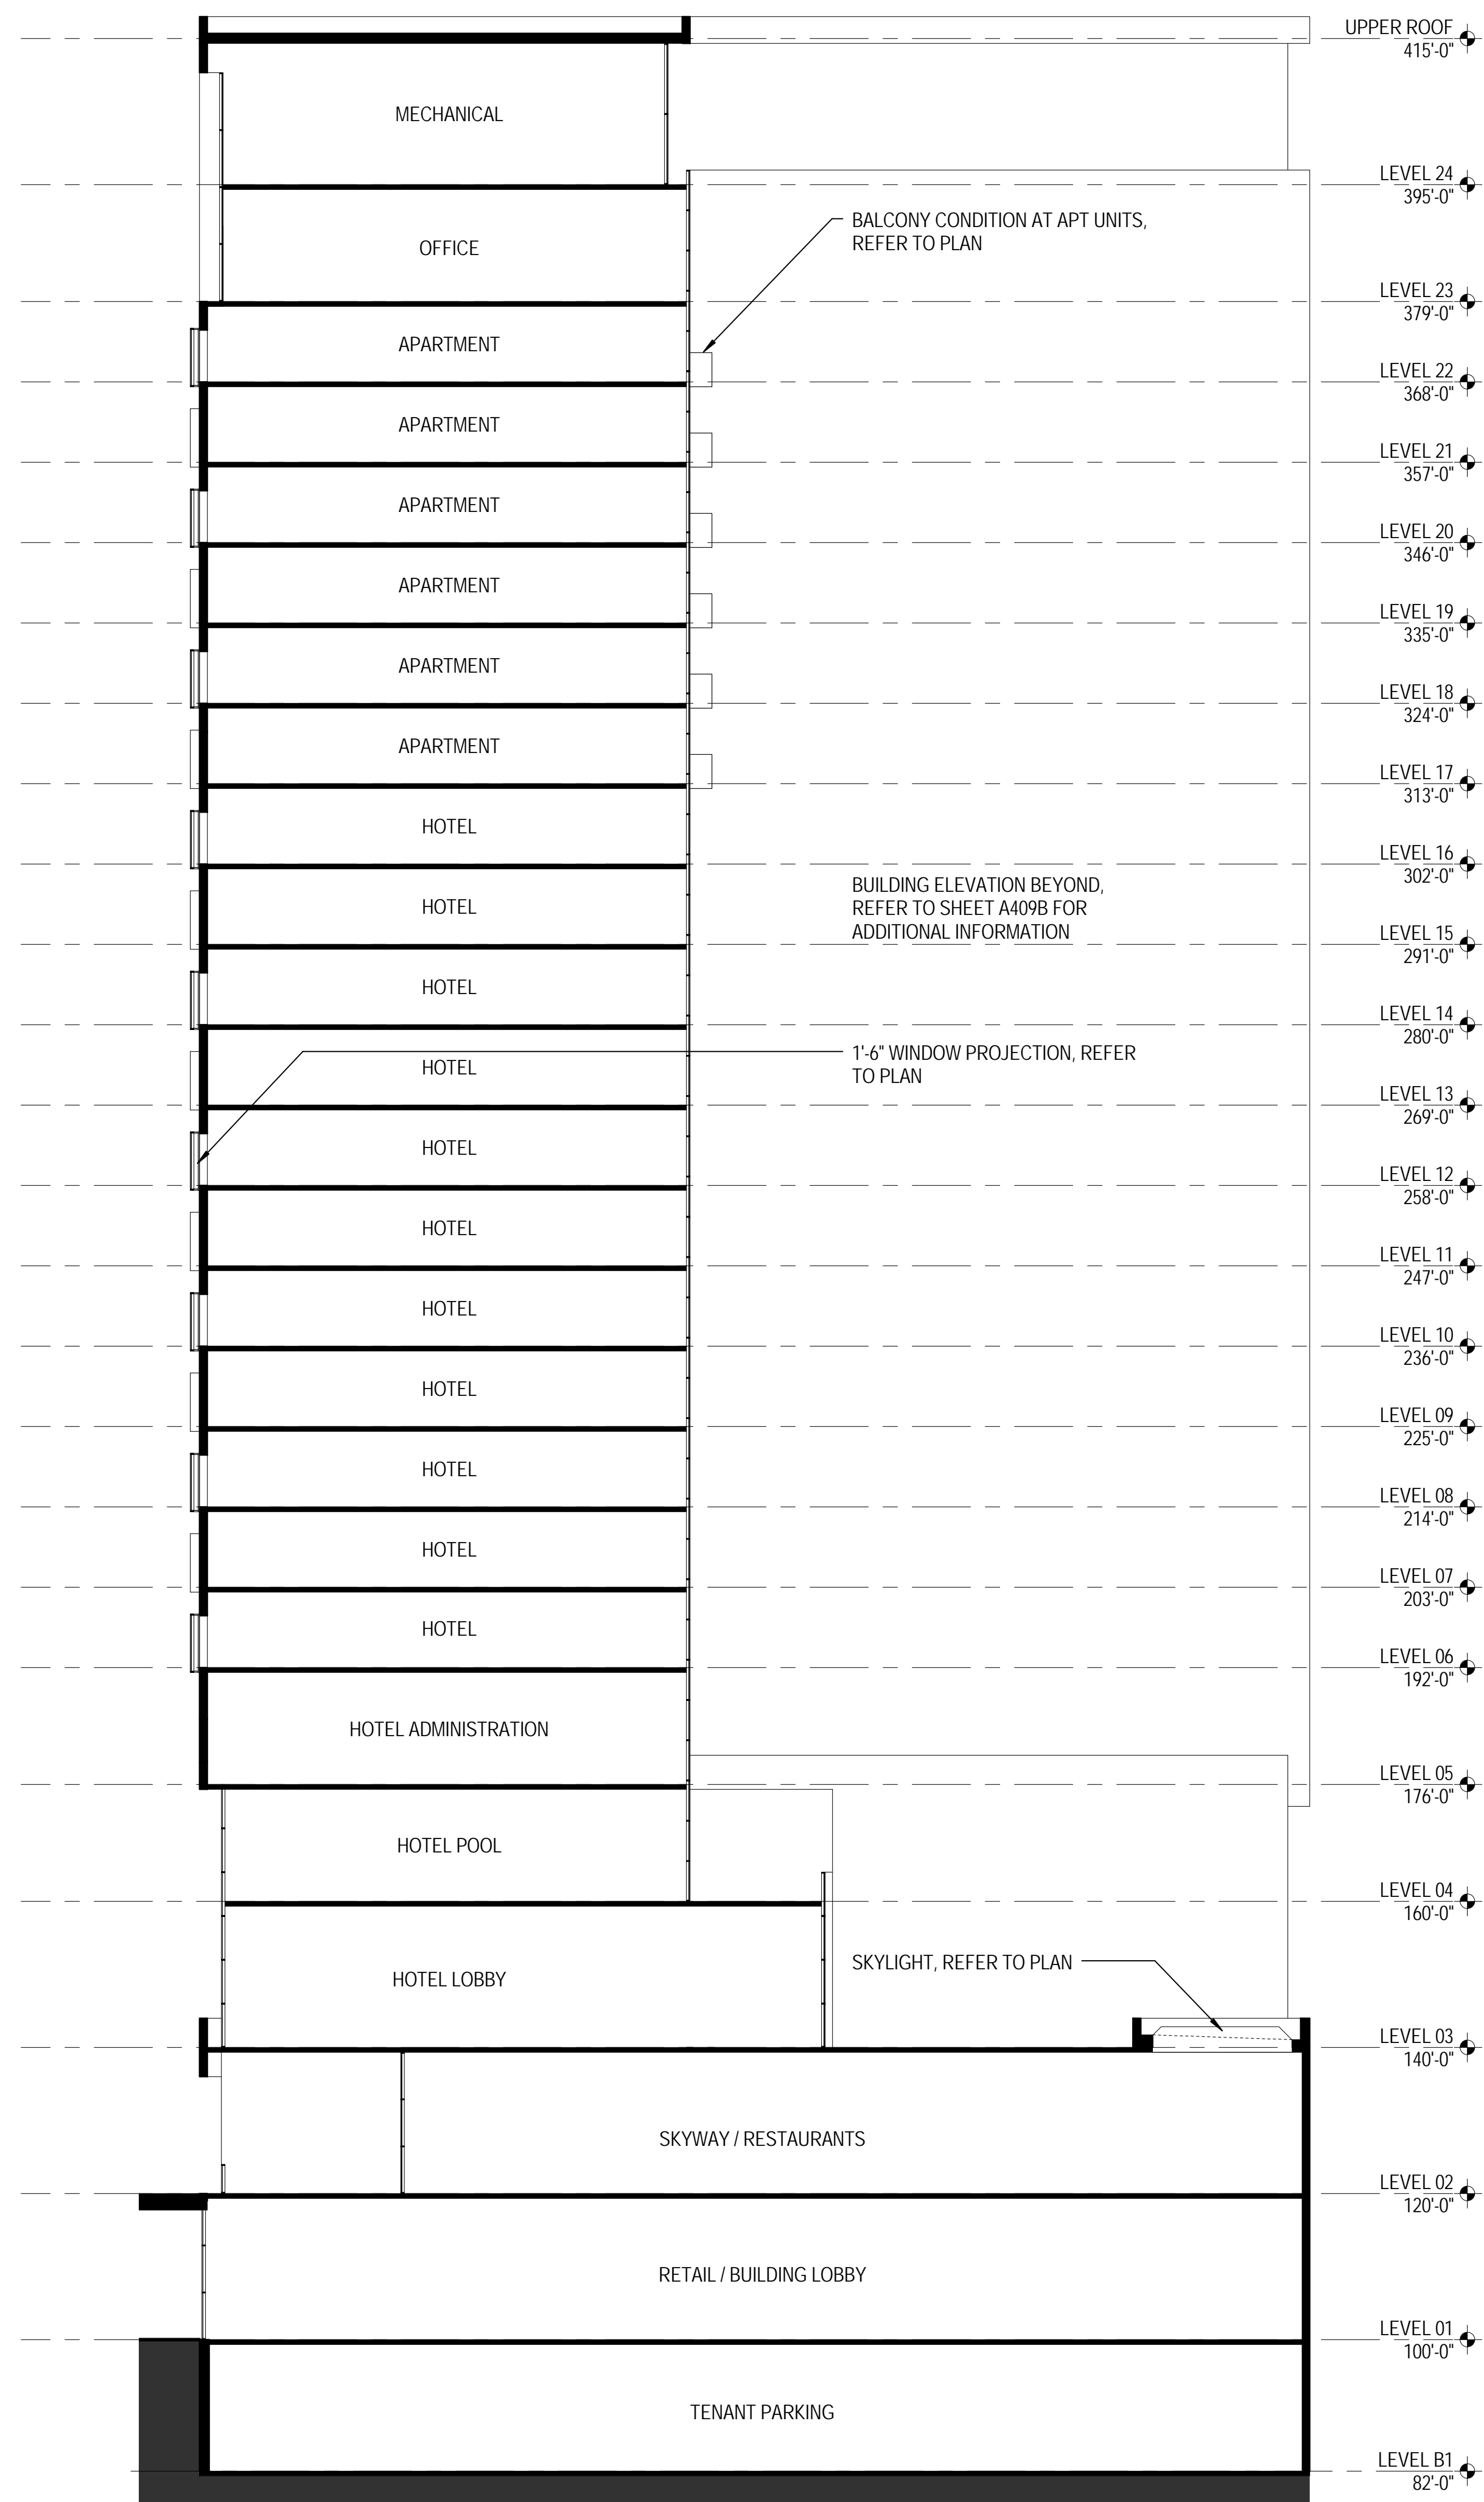 UPPER ROOF
415'-0"
MECHANICAL
LEVEL 24
395'-0"
BALCONY CONDITION AT APT UNITS,
REFER TO PLAN
OFFICE
LEVEL 23
379'-0"
APARTMENT
LEVEL 22
368'-0"
APARTMENT
LEVEL 21
357'-0"
APARTMENT
LEVEL 20
346'-0"
APARTMENT
LEVEL 19
335'-0"
APARTMENT
LEVEL 18
324'-0"
APARTMENT
LEVEL 17
313'-0"
HOTEL
LEVEL 16
302'-0"
BUILDING ELEVATION BEYOND,
REFER TO SHEET A409B FOR
ADDITIONAL INFORMATION
HOTEL
LEVEL 15
291'-0"
HOTEL
LEVEL 14
280'-0"
1'-6" WINDOW PROJECTION, REFER
TO PLAN
HOTEL
LEVEL 13
269'-0"
HOTEL
LEVEL 12
258'-0"
HOTEL
LEVEL 11
247'-0"
HOTEL
LEVEL 10
236'-0"
HOTEL
LEVEL 09
225'-0"
HOTEL
LEVEL 08
214'-0"
HOTEL
LEVEL 07
203'-0"
HOTEL
LEVEL 06
192'-0"
HOTEL ADMINISTRATION
LEVEL 05
176'-0"
HOTEL POOL
LEVEL 04
160'-0"
SKYLIGHT, REFER TO PLAN
HOTEL LOBBY
LEVEL 03
140'-0"
SKYWAY / RESTAURANTS
LEVEL 02
120'-0"
RETAIL / BUILDING LOBBY
LEVEL 01
100'-0"
TENANT PARKING
LEVEL B1
82'-0"